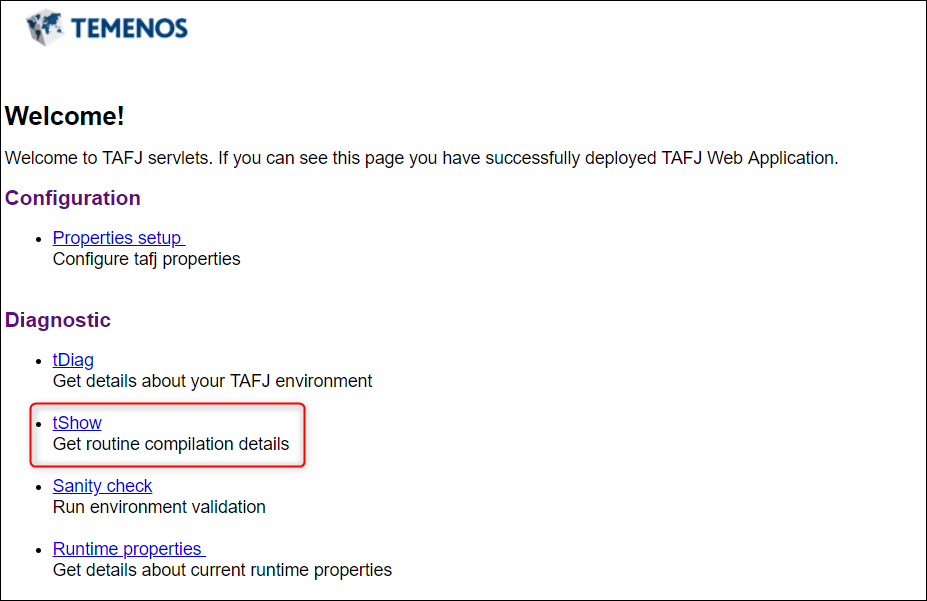 TEMENOS
Welcome!
Welcome to TAFJ servlets. If you can see this page you have successfully deployed TAFJ Web Application.
Configuration
Properties setup
Configure tafj properties
Diagnostic
tDiag
Get details about your TAFJ environment
tShow
Get routine compilation details
Sanity check
Run environment validation
Runtime properties
Get details about current runtime properties